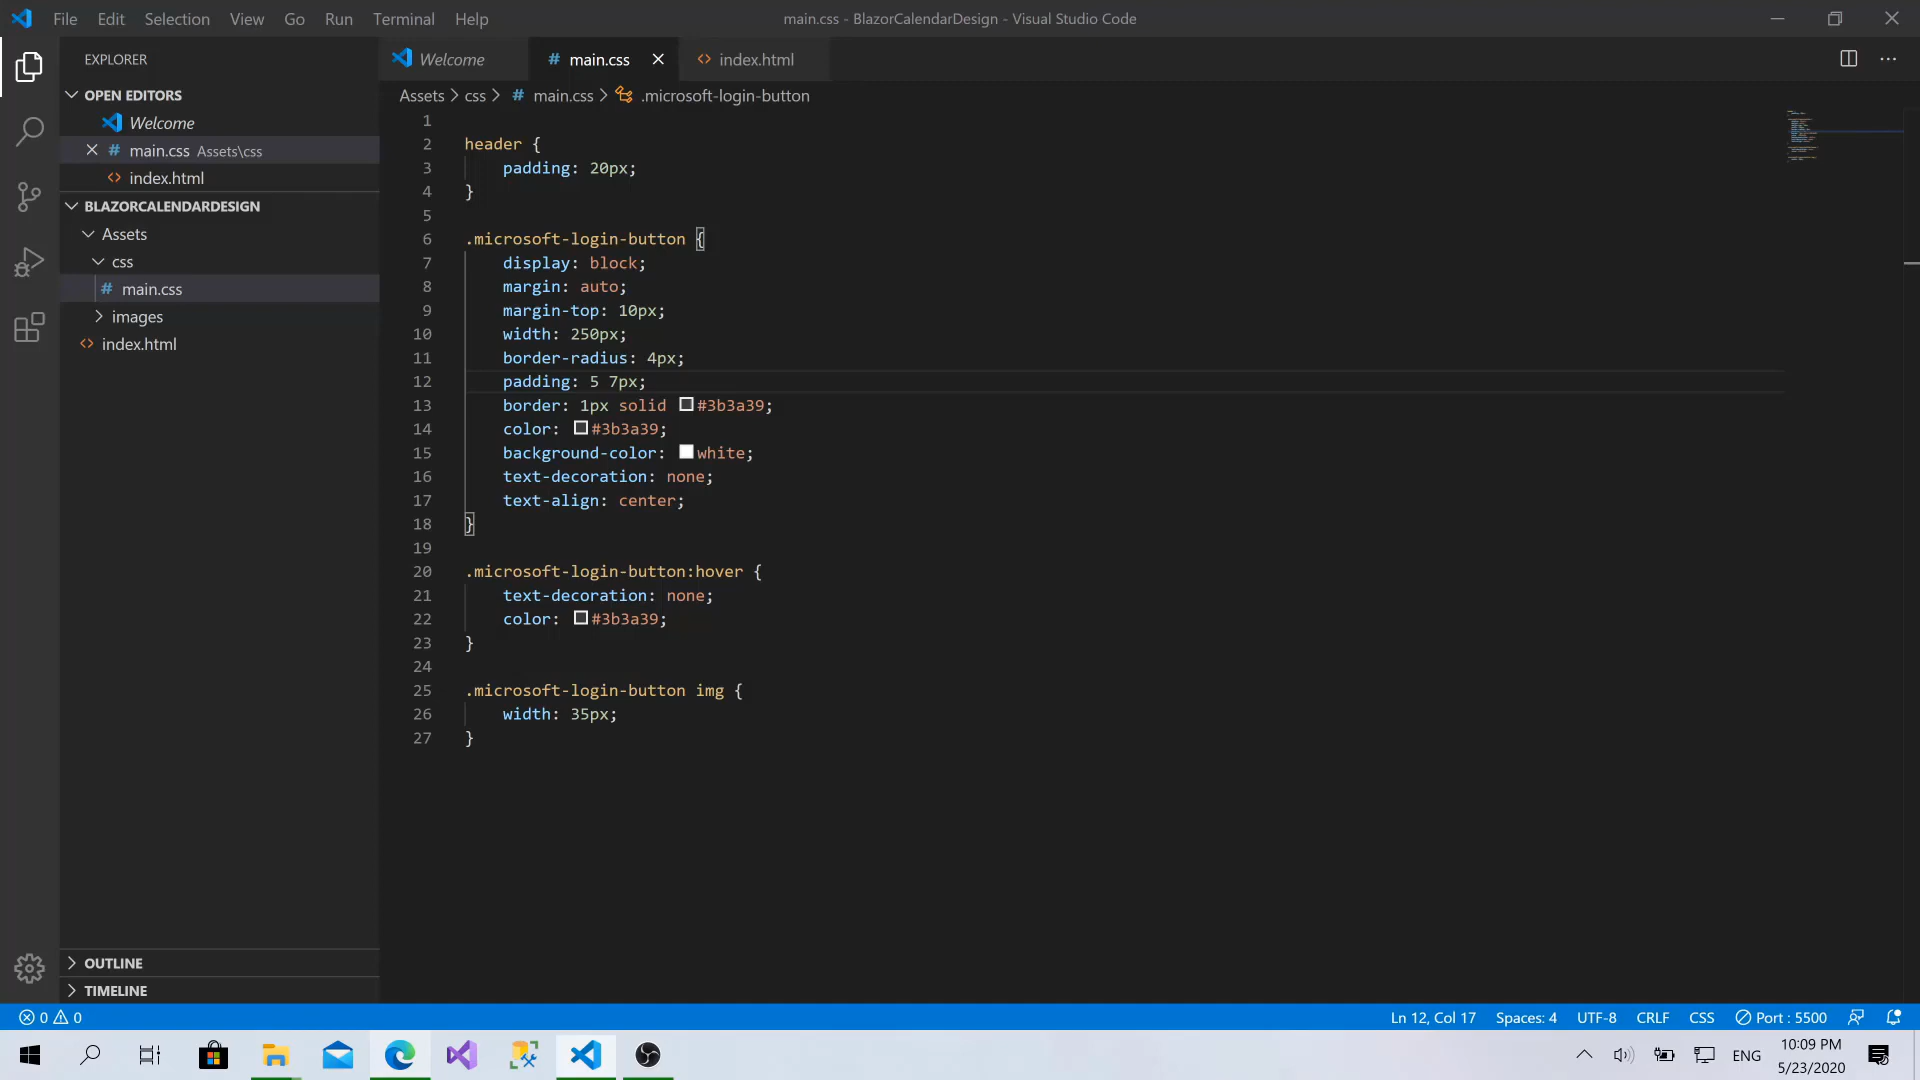 File Edit Selection View Go Run Terminal Help
main.css - BlazorCalendarDesign - Visual Studio Code
EXPLORER
OPEN EDITORS
Welcome
main.css Assets\css
index.html
BLAZORCALENDARDESIGN
Assets
css
main.css
images
index.html
OUTLINE
TIMELINE
Welcome
# main.css
index.html
Assets > css > # main.css > .microsoft-login-button
1
2 header {
3 padding: 20px;
4 }
5
6 .microsoft-login-button {
7 display: block;
8 margin: auto;
9 margin-top: 10px;
10 width: 250px;
11 border-radius: 4px;
12 padding: 5 7px;
13 border: 1px solid #3b3a39;
14 color: #3b3a39;
15 background-color: white;
16 text-decoration: none;
17 text-align: center;
18 }
19
20 .microsoft-login-button:hover {
21 text-decoration: none;
22 color: #3b3a39;
23 }
24
25 .microsoft-login-button img {
26 width: 35px;
27 }
0 0
Ln 12, Col 17 Spaces: 4 UTF-8 CRLF CSS Port : 5500
ENG
10:09 PM
5/23/2020